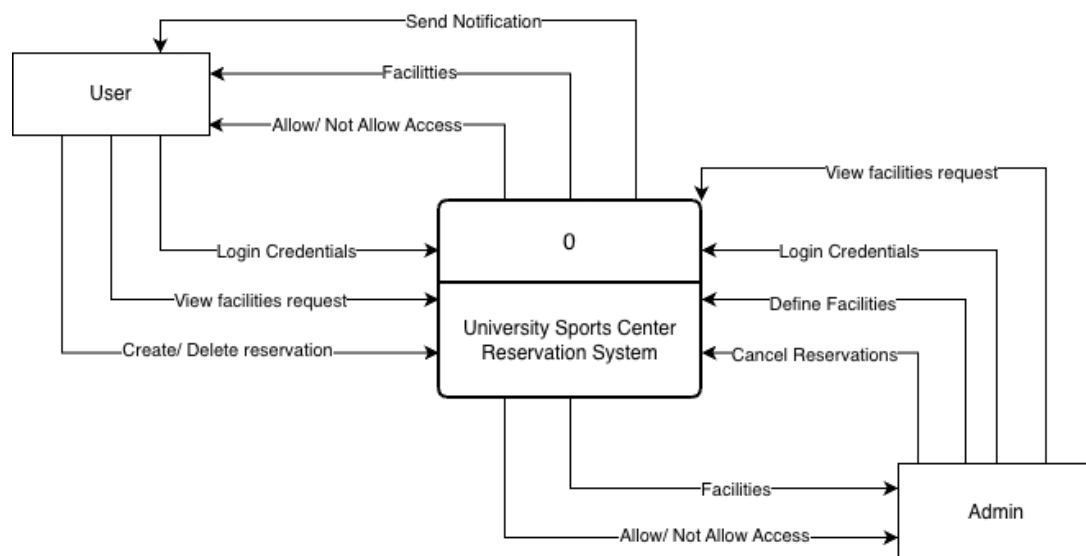 Send Notification
Facilitties
User
Allow/ Not Allow Access
View facilities request
0
Login Credentials
Login Credentials
View facilities request
Define Facilities
University Sports Center
Reservation System
Create/ Delete reservation
Cancel Reservations
Facilities
Admin
Allow/ Not Allow Access